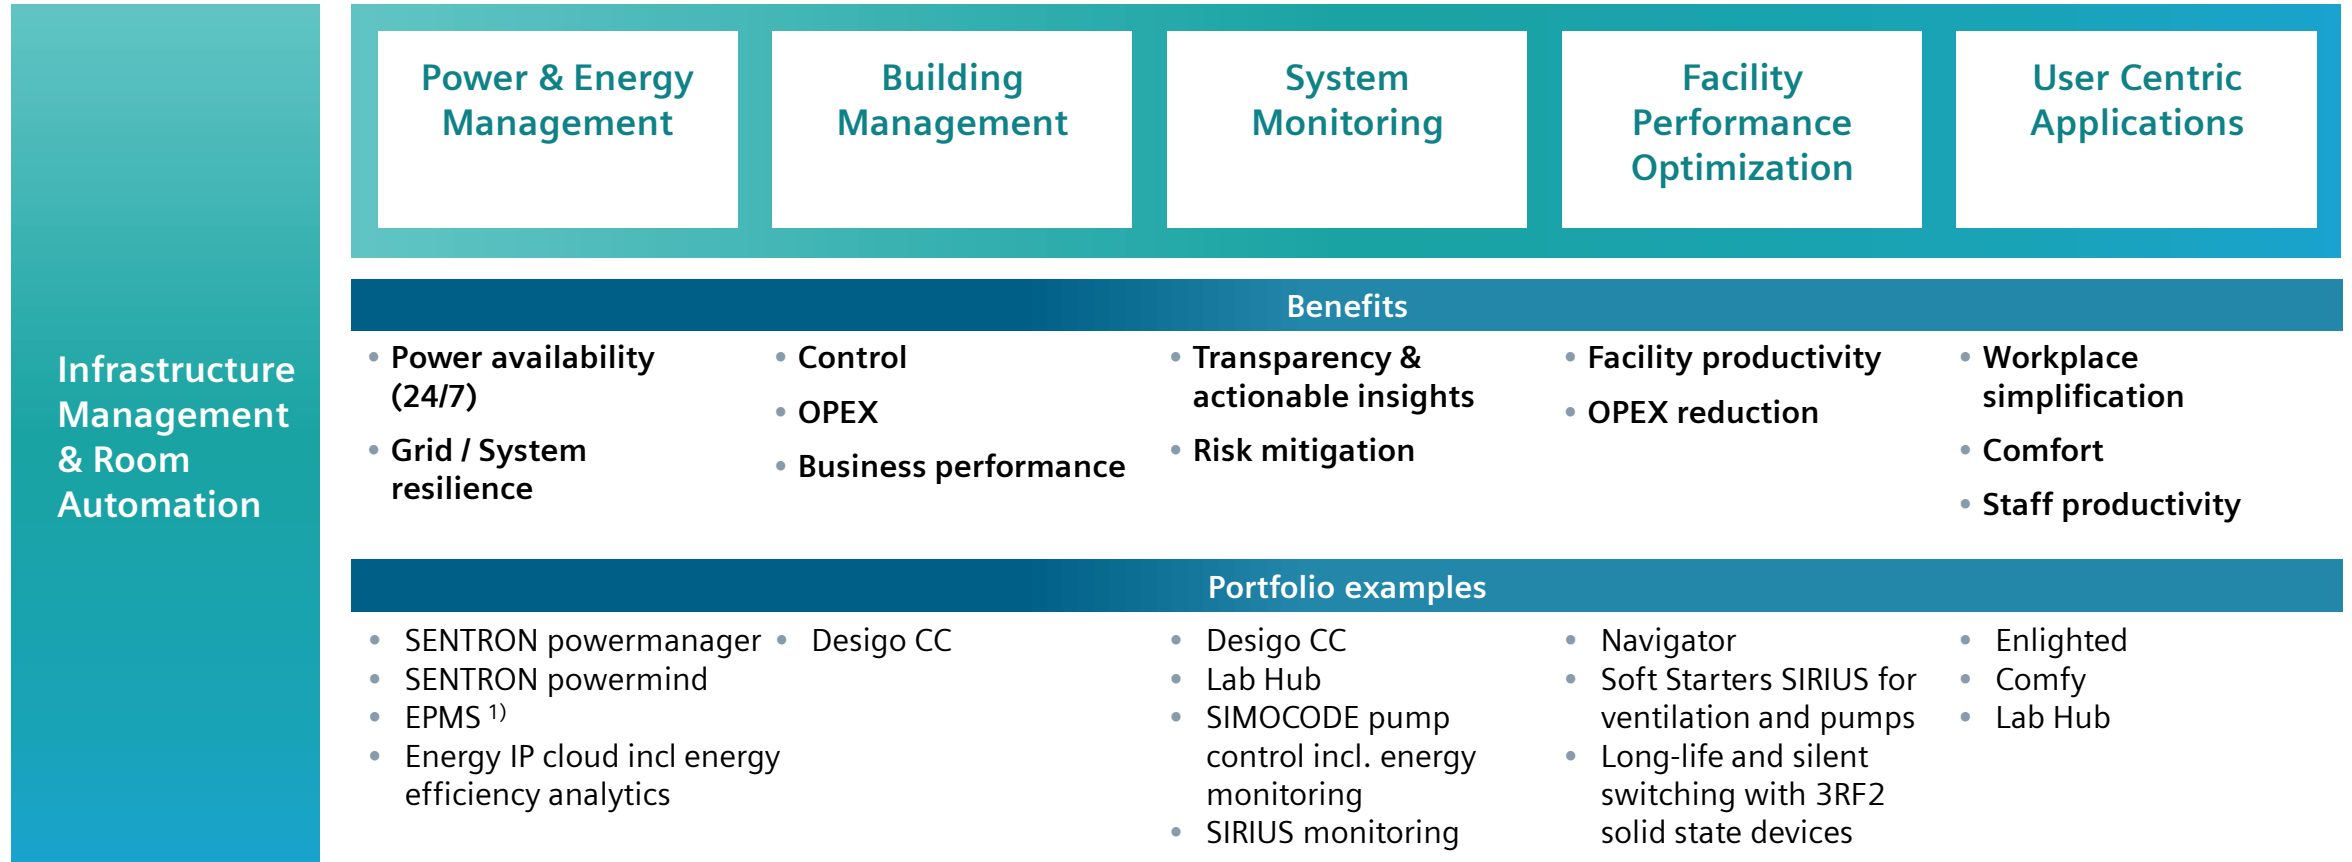 Infrastructure
Management
& Room
Automation
Power & Energy
Management
Building
Management
System
Monitoring
Facility
Performance
Optimization
User Centric
Applications
Benefits
• Power availability
(24/7)
• Grid / System
resilience
• Control
• OPEX
• Business performance
• Transparency &
actionable insights
• Risk mitigation
• Facility productivity
• OPEX reduction
• Workplace
simplification
• Comfort
• Staff productivity
Portfolio examples
• SENTRON powermanager
• SENTRON powermind
• EPMS 1)
• Energy IP cloud incl energy
efficiency analytics
• Desigo CC
• Desigo CC
• Lab Hub
• SIMOCODE pump
control incl. energy
monitoring
• SIRIUS monitoring
• Navigator
• Soft Starters SIRIUS for
ventilation and pumps
• Long-life and silent
switching with 3RF2
solid state devices
• Enlighted
• Comfy
• Lab Hub